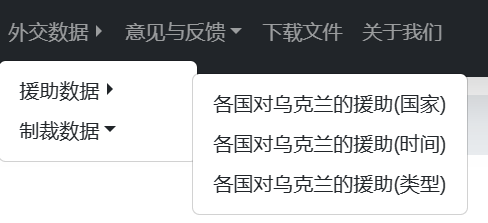 外交数据 意见与反馈 下载文件 关于我们
援助数据
制裁数据
各国对乌克兰的援助(国家)
各国对乌克兰的援助(时间)
各国对乌克兰的援助(类型)